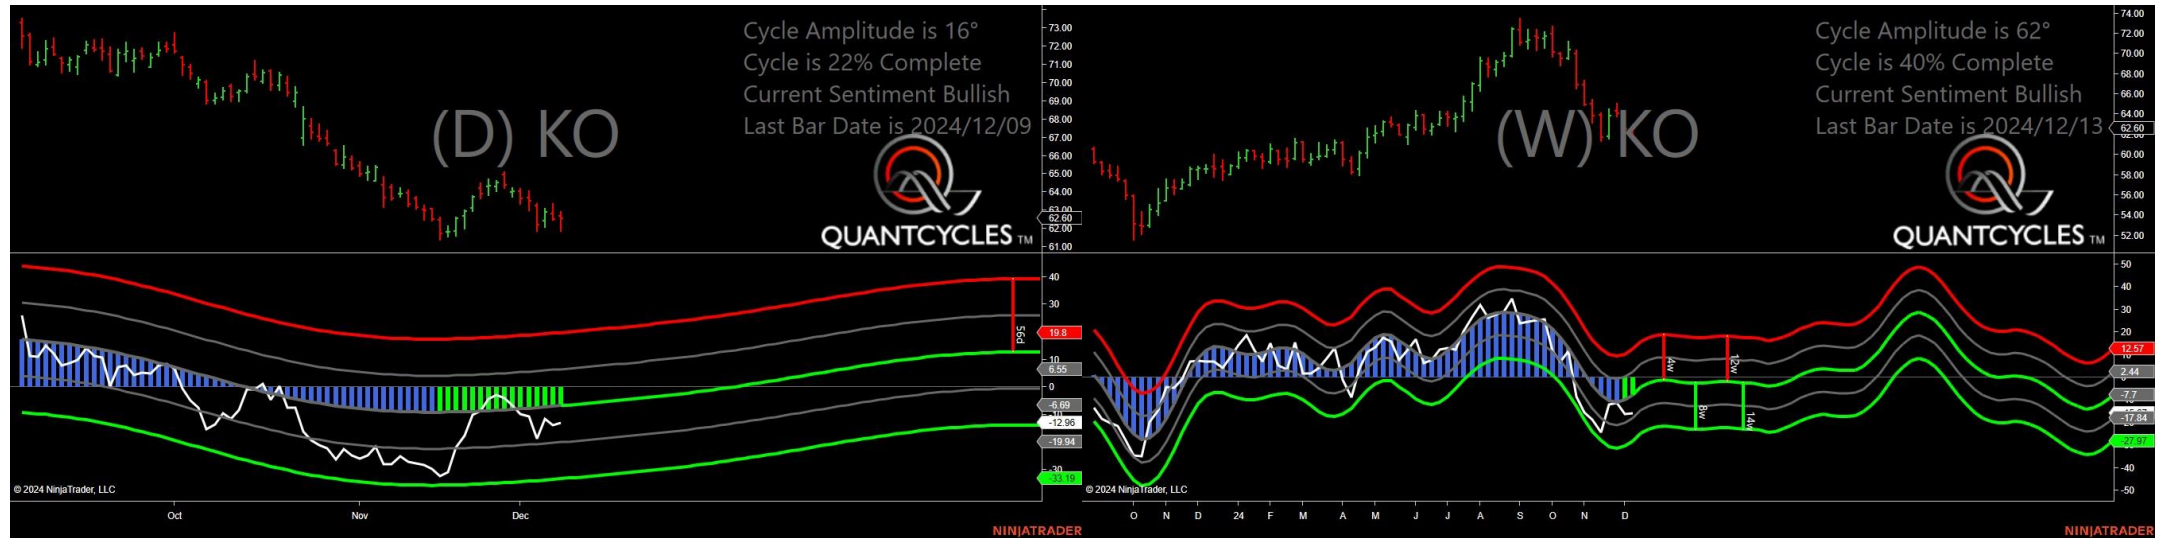 Cycle Amplitude is 16°
Cycle is 22% Complete
Current Sentiment Bullish
Last Bar Date is 2024/12/09
(D) KO
QUANTCYCLES TM
73.00
72.00
71.00
70.00
69.00
68.00
67.00
66.00
65.00
64.00
63.00
62.60
62.00
61.00
40
30
56d
19.8
10
6.55
0
-6.69
-12.96
-19.94
-30
-33.19
© 2024 NinjaTrader, LLC
Oct Nov Dec
NINJATRADER
Cycle Amplitude is 62°
Cycle is 40% Complete
Current Sentiment Bullish
Last Bar Date is 2024/12/13
(W) KO
QUANTCYCLES TM
74.00
72.00
70.00
68.00
66.00
64.00
62.60
62.00
60.00
58.00
56.00
54.00
52.00
50
40
30
20
12.57
4w 12w
2.44
-7.7
8w 14w
-17.84
-27.97
-40
-50
© 2024 NinjaTrader, LLC
O N D 24 F M A M J J A S O N D
NINJATRADER